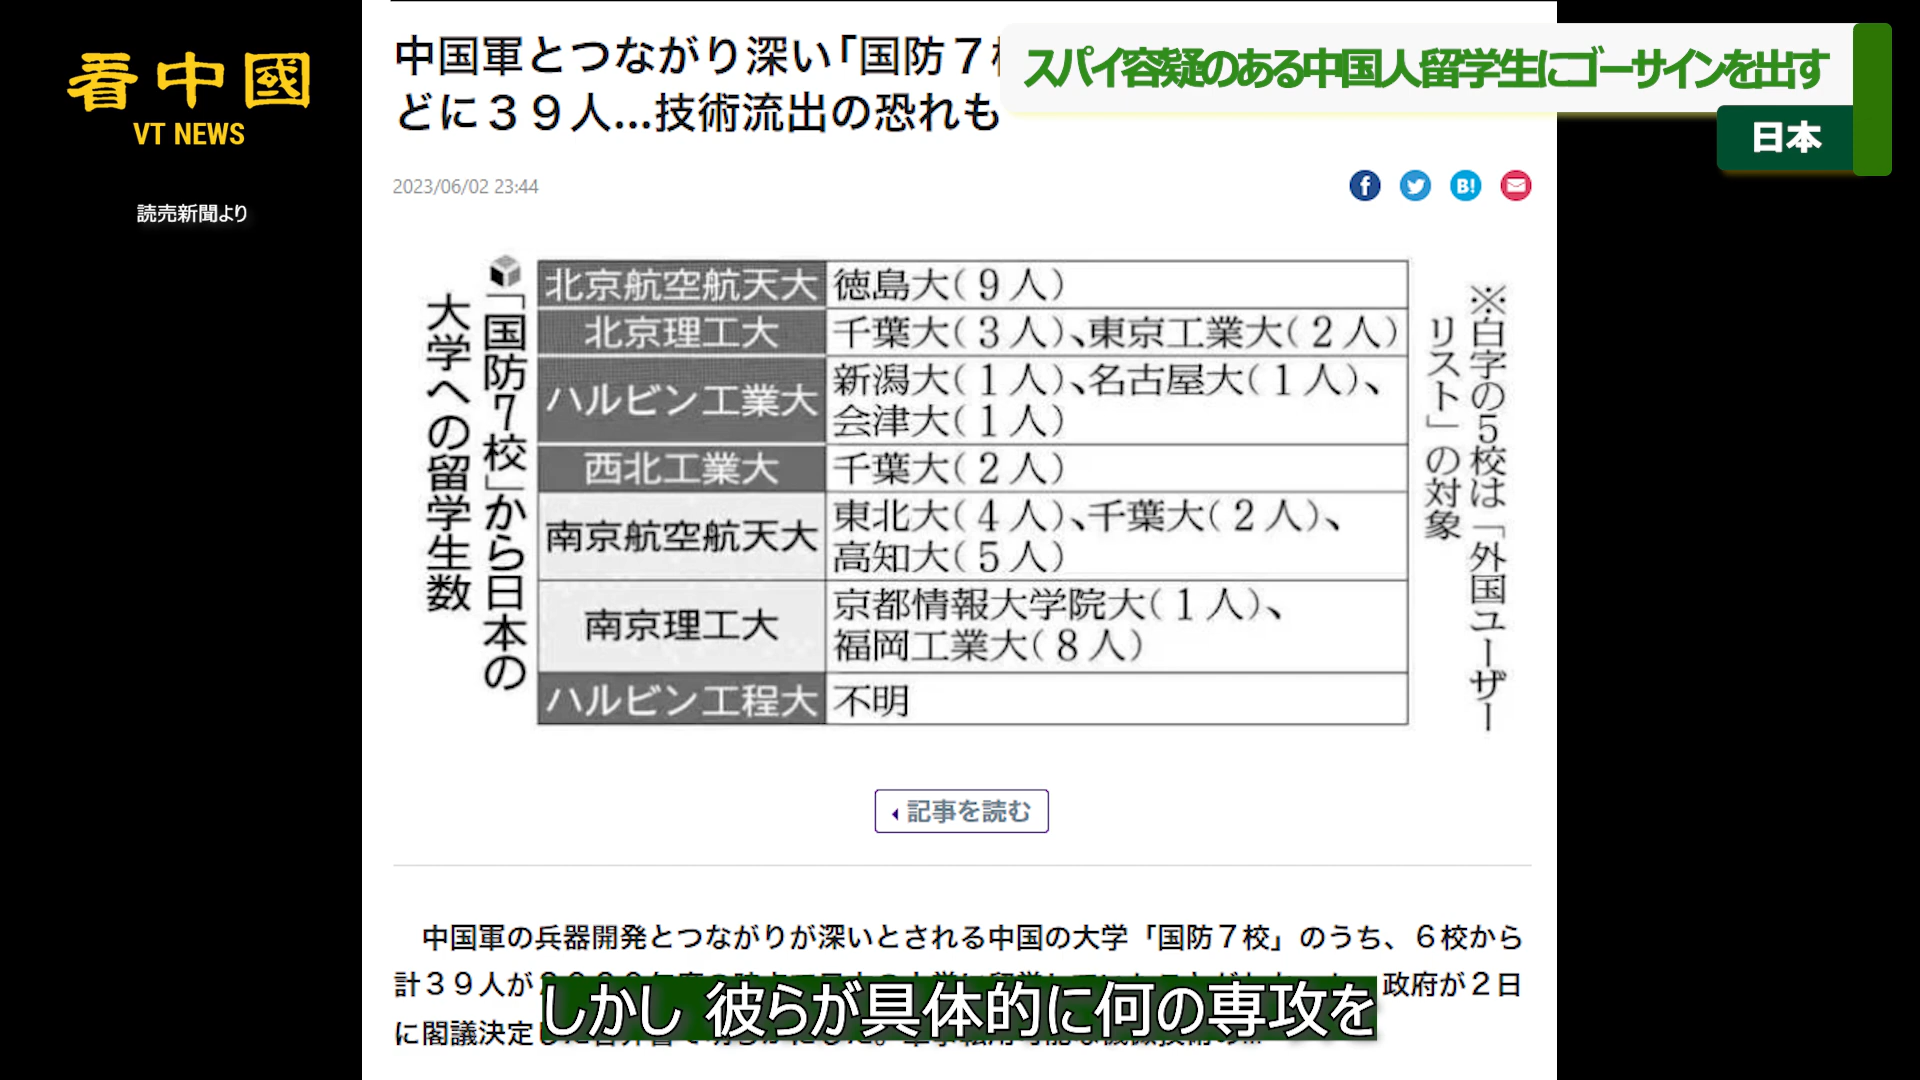 看中國
VT NEWS
読売新聞より
中国軍とつながり深い「国防７
どに３９人…技術流出の恐れも
スパイ容疑のある中国人留学生にゴーサインを出す
日本
2023/06/02 23:44
f
B!
「国防7校」から日本の
大学への留学生数
北京航空航天大 徳島大(９人)
北京理工大 千葉大(３人)、東京工業大(２人)
ハルビン工業大 新潟大(１人)、名古屋大(１人)、
会津大(１人)
西北工業大 千葉大(２人)
南京航空航天大 東北大(４人)、千葉大(２人)、
高知大(５人)
南京理工大 京都情報大学院大(１人)、
福岡工業大(８人)
ハルビン工程大 不明
※白字の5校は「外国ユーザー
リスト」の対象
記事を読む
中国軍の兵器開発とつながりが深いとされる中国の大学「国防７校」のうち、６校から
計３９人が
政府が２日
に閣議決定
しかし 彼らが具体的に何の専攻を